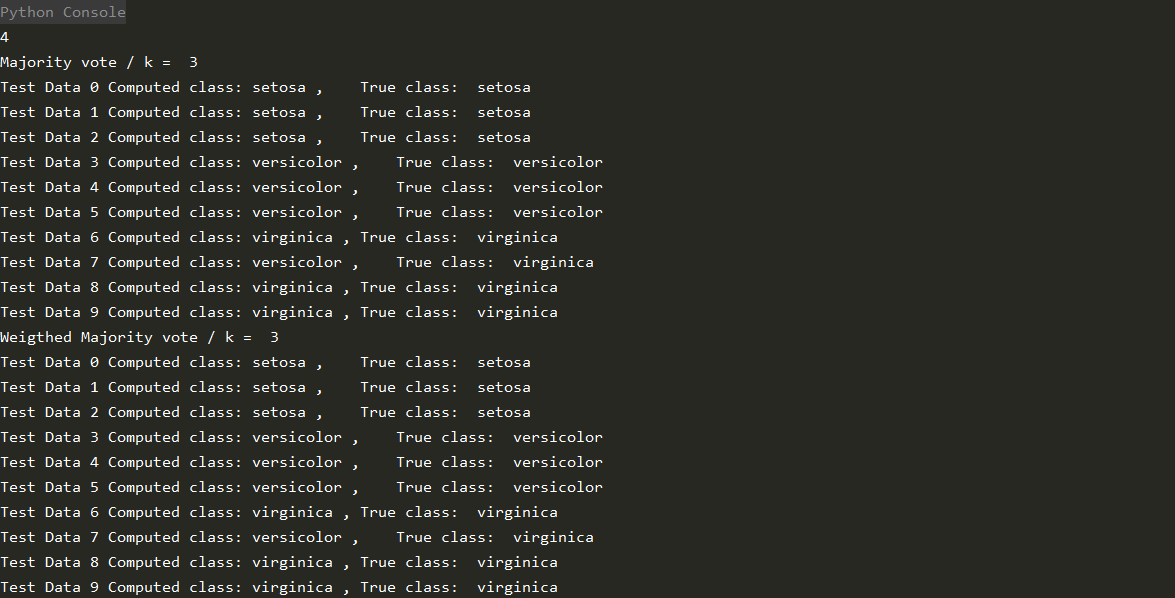 Python Console
4
Majority vote / k =  3
Test Data 0 Computed class: setosa ,    True class:  setosa
Test Data 1 Computed class: setosa ,    True class:  setosa
Test Data 2 Computed class: setosa ,    True class:  setosa
Test Data 3 Computed class: versicolor ,    True class:  versicolor
Test Data 4 Computed class: versicolor ,    True class:  versicolor
Test Data 5 Computed class: versicolor ,    True class:  versicolor
Test Data 6 Computed class: virginica , True class:  virginica
Test Data 7 Computed class: versicolor ,    True class:  virginica
Test Data 8 Computed class: virginica , True class:  virginica
Test Data 9 Computed class: virginica , True class:  virginica
Weigthed Majority vote / k =  3
Test Data 0 Computed class: setosa ,    True class:  setosa
Test Data 1 Computed class: setosa ,    True class:  setosa
Test Data 2 Computed class: setosa ,    True class:  setosa
Test Data 3 Computed class: versicolor ,    True class:  versicolor
Test Data 4 Computed class: versicolor ,    True class:  versicolor
Test Data 5 Computed class: versicolor ,    True class:  versicolor
Test Data 6 Computed class: virginica , True class:  virginica
Test Data 7 Computed class: versicolor ,    True class:  virginica
Test Data 8 Computed class: virginica , True class:  virginica
Test Data 9 Computed class: virginica , True class:  virginica